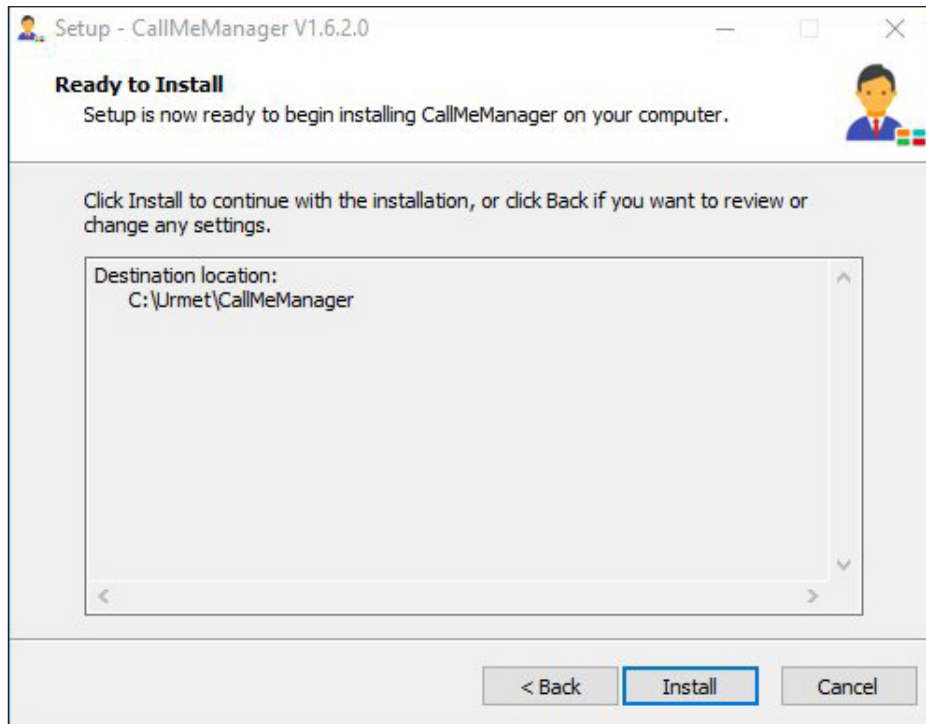 Setup - CallMeManager V1.6.2.0
Ready to Install
Setup is now ready to begin installing CallMeManager on your computer.
Click Install to continue with the installation, or click Back if you want to review or
change any settings.
Destination location:
C:\Urmet\CallMeManager
< Back
Install
Cancel